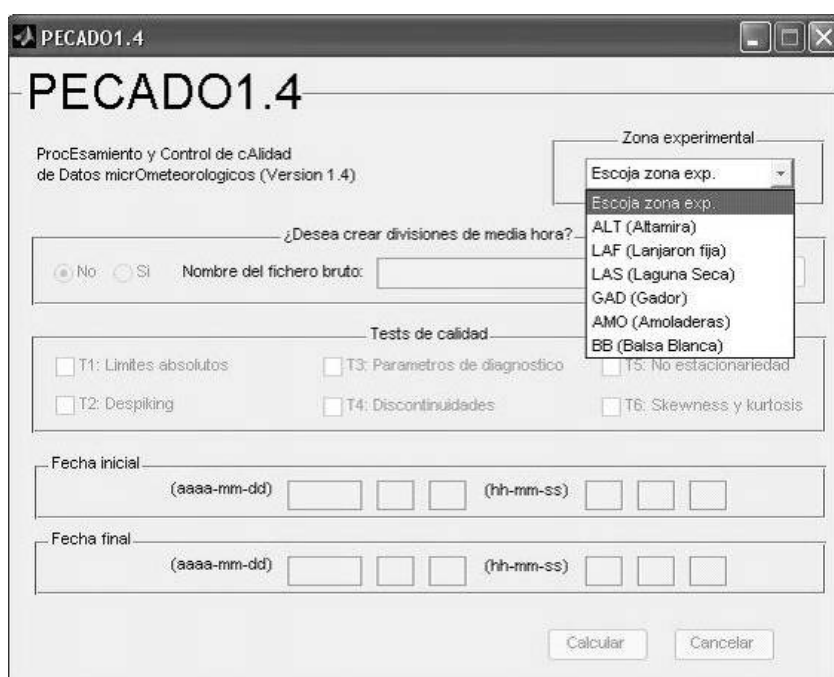 PECADO1.4
PECADO1.4
ProcEsamiento y Control de cAlidad
de Datos micrOmeteorologicos (Version 1.4)
Zona experimental
Escoja zona exp.
Escoja zona exp.
ALT (Altamira)
LAF (Lanjaron fija)
LAS (Laguna Seca)
GAD (Gador)
AMO (Amoladeras)
BB (Balsa Blanca)
¿Desea crear divisiones de media hora?
No Si Nombre del fichero bruto:
Tests de calidad
T1: Limites absolutos T3: Parametros de diagnostico T5: No estacionariedad
T2: Despiking T4: Discontinuidades T6: Skewness y kurtosis
Fecha inicial
(aaaa-mm-dd) (hh-mm-ss)
Fecha final
(aaaa-mm-dd) (hh-mm-ss)
Calcular Cancelar